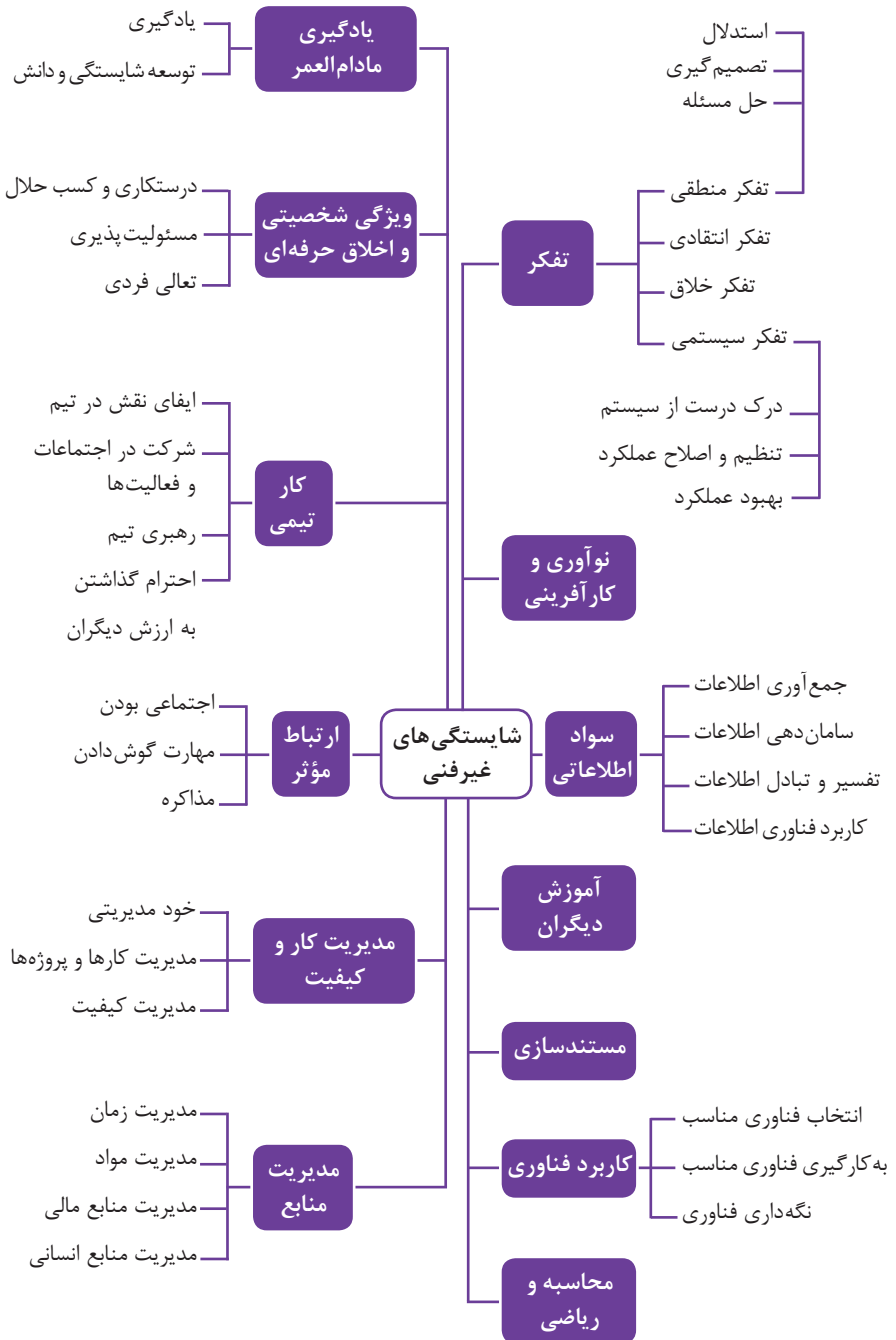 شایستگی‌های
غیرفنی
تفکر
استدلال
تصمیم‌گیری
حل مسئله
تفکر منطقی
تفکر انتقادی
تفکر خلاق
تفکر سیستمی
درک درست از سیستم
تنظیم و اصلاح عملکرد
بهبود عملکرد
نوآوری و
کارآفرینی
سواد
اطلاعاتی
جمع‌آوری اطلاعات
سامان‌دهی اطلاعات
تفسیر و تبادل اطلاعات
کاربرد فناوری اطلاعات
آموزش
دیگران
مستندسازی
کاربرد فناوری
انتخاب فناوری مناسب
به‌کارگیری فناوری مناسب
نگه‌داری فناوری
محاسبه و
ریاضی
یادگیری
مادام‌العمر
یادگیری
توسعه شایستگی و دانش
ویژگی شخصیتی
و اخلاق حرفه‌ای
درستکاری و کسب حلال
مسئولیت‌پذیری
تعالی فردی
کار
تیمی
ایفای نقش در تیم
شرکت در اجتماعات
و فعالیت‌ها
رهبری تیم
احترام گذاشتن
به ارزش دیگران
ارتباط
مؤثر
اجتماعی بودن
مهارت گوش‌دادن
مذاکره
مدیریت کار و
کیفیت
خود مدیریتی
مدیریت کارها و پروژه‌ها
مدیریت کیفیت
مدیریت
منابع
مدیریت زمان
مدیریت مواد
مدیریت منابع مالی
مدیریت منابع انسانی